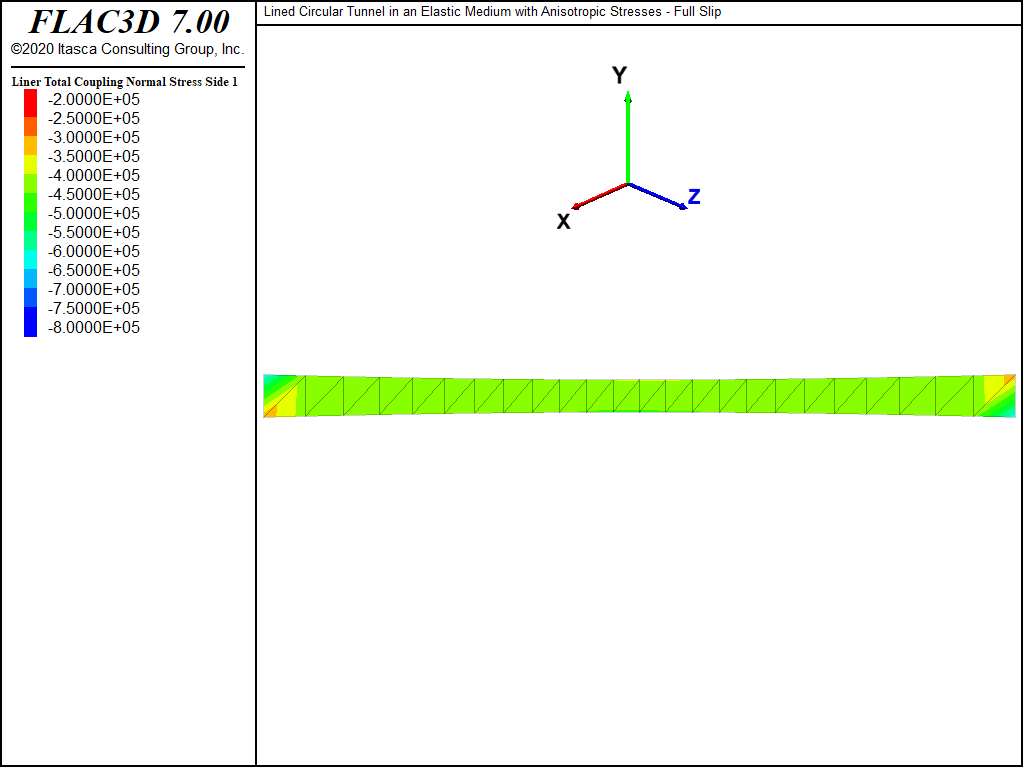 FLAC3D 7.00
©2020 Itasca Consulting Group, Inc.
Liner Total Coupling Normal Stress Side 1
-2.0000E+05
-2.5000E+05
-3.0000E+05
-3.5000E+05
-4.0000E+05
-4.5000E+05
-5.0000E+05
-5.5000E+05
-6.0000E+05
-6.5000E+05
-7.0000E+05
-7.5000E+05
-8.0000E+05
Lined Circular Tunnel in an Elastic Medium with Anisotropic Stresses - Full Slip
Y
Z
X